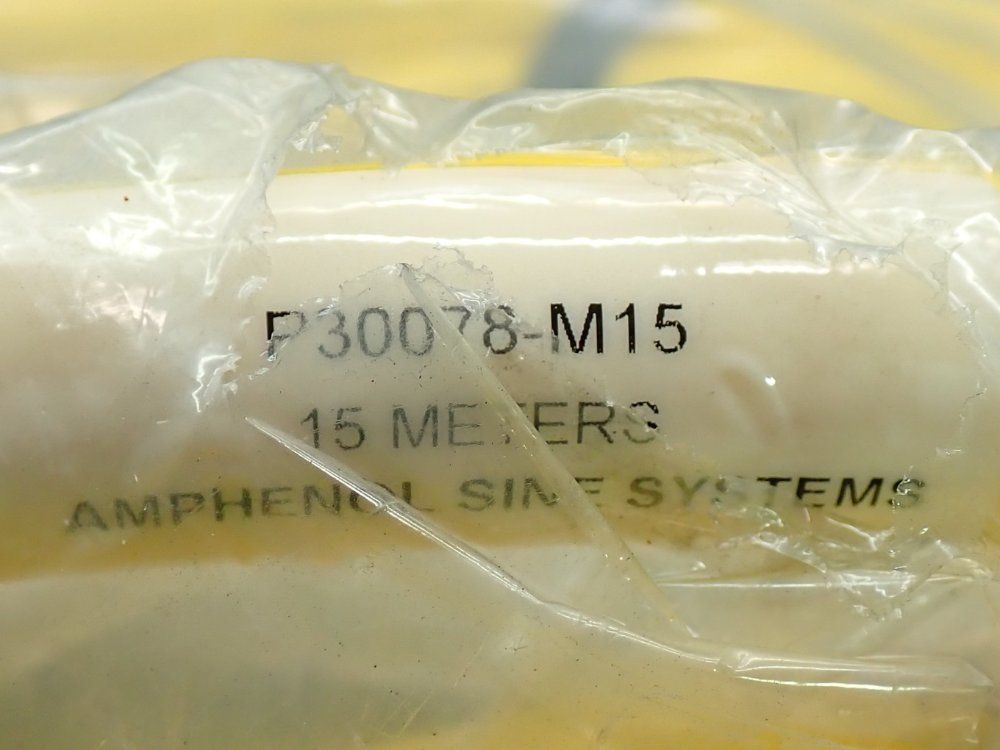 P30078-M15
15 METERS
AMPHENOL SINE SYSTEMS